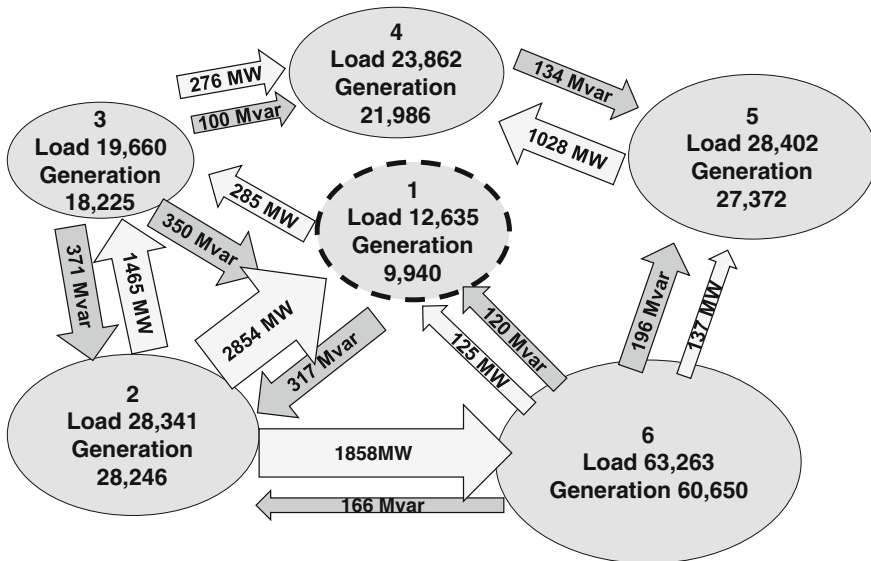 4
Load 23,862
Generation
21,986
276 MW
100 Mvar
134 Mvar
1028 MW
3
Load 19,660
Generation
18,225
5
Load 28,402
Generation
27,372
285 MW
1
Load 12,635
Generation
9,940
350 Mvar
371 Mvar
1465 MW
2854 MW
317 Mvar
125 MW
120 Mvar
196 Mvar
137 MW
2
Load 28,341
Generation
28,246
1858MW
166 Mvar
6
Load 63,263
Generation 60,650